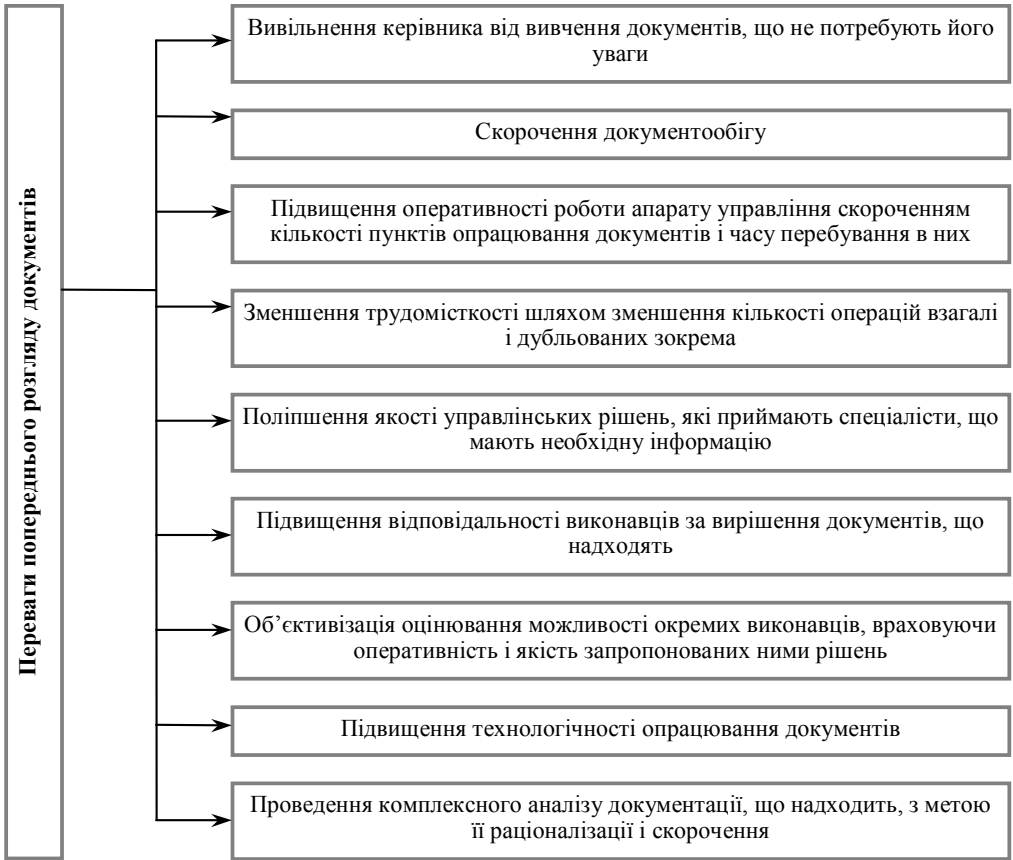 Переваги попереднього розгляду документів
Вивільнення керівника від вивчення документів, що не потребують його
уваги
Скорочення документообігу
Підвищення оперативності роботи апарату управління скороченням
кількості пунктів опрацювання документів і часу перебування в них
Зменшення трудомісткості шляхом зменшення кількості операцій взагалі
і дубльованих зокрема
Поліпшення якості управлінських рішень, які приймають спеціалісти, що
мають необхідну інформацію
Підвищення відповідальності виконавців за вирішення документів, що
надходять
Об’єктивізація оцінювання можливості окремих виконавців, враховуючи
оперативність і якість запропонованих ними рішень
Підвищення технологічності опрацювання документів
Проведення комплексного аналізу документації, що надходить, з метою
її раціоналізації і скорочення